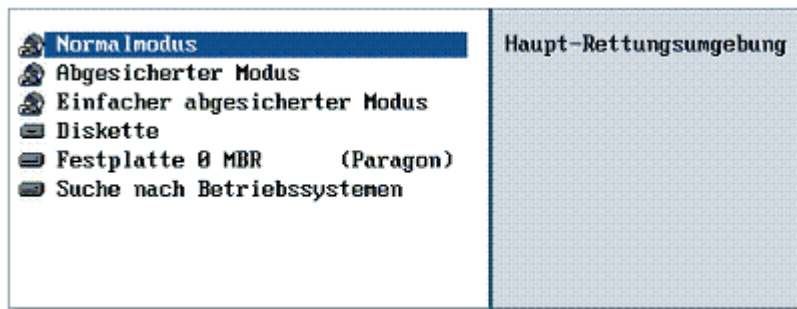 Normalmodus
Abgesicherter Modus
Einfacher abgesicherter Modus
Diskette
Festplatte 0 MBR (Paragon)
Suche nach Betriebssystemen
Haupt-Rettungsumgebung